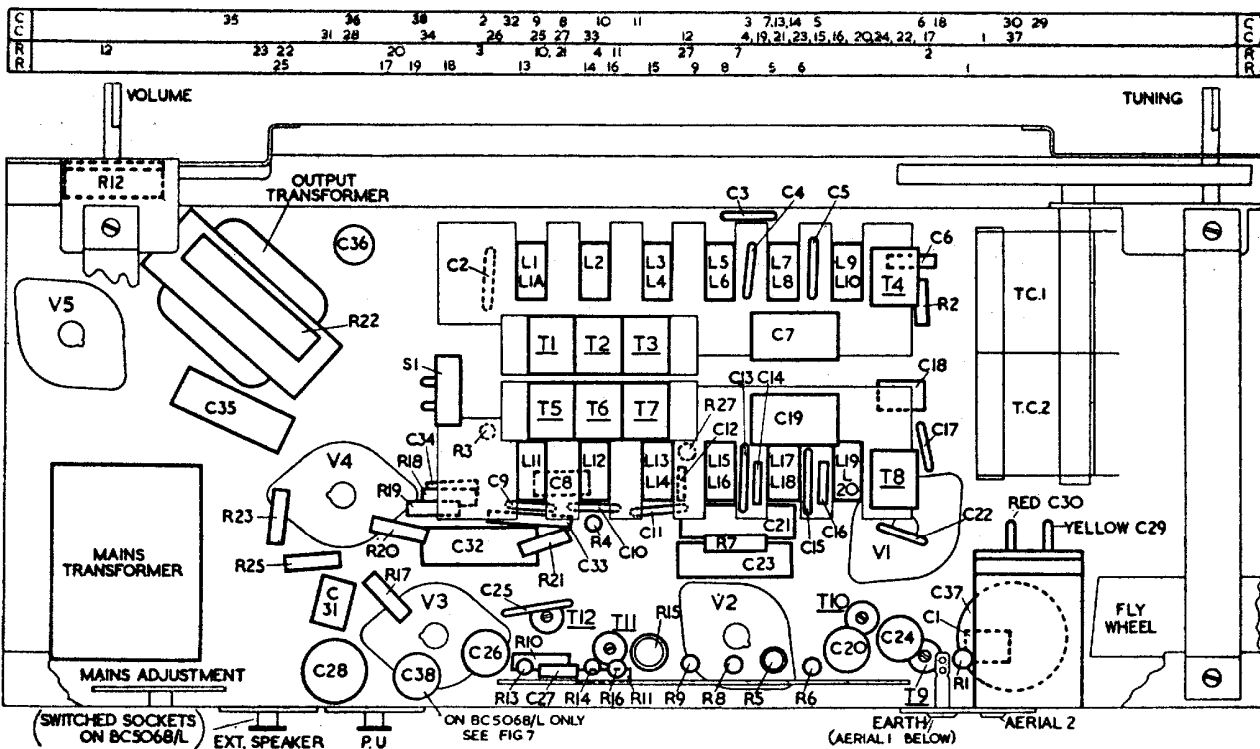 C 35 36 38 2 32 9 8 10 11 3 7,13,14 5 6 18 30 29 C
C 31 28 34 26 25 27 33 12 4,19,21,23,15,16, 20,24, 22, 17 1 37 C
R 12 23 22 20 3 10, 21 4 11 27 7 2 R
R 25 17 19 18 13 14 16 15 9 8 5 6 1 R
VOLUME
TUNING
R12
OUTPUT
TRANSFORMER
C36
C3
C4
C5
C6
C2
L1
L1A
L2
L3
L4
L5
L6
L7
L8
L9
L10
T4
R2
TC.1
V5
R22
T1
T2
T3
C7
S1
C13
C14
C18
C35
T5
T6
T7
R27
C12
C19
T.C.2
R3
C17
C34
R18
V4
R19
L11
L12
L13
L14
L15
L16
L17
L18
L19
L
20
T8
C9
C8
RED C30
YELLOW C29
R23
R20
C32
R4
C10
C11
C21
C22
R7
C15
C16
V1
MAINS
TRANSFORMER
R25
R21
C33
C23
R17
C
31
V3
C25
T12
T11
R15
V2
T10
C37
C1
FLY
WHEEL
C28
C38
C26
R10
C20
C24
MAINS ADJUSTMENT
R13
C27
R14
R16
R11
R9
R8
R5
R6
T9
R1
(SWITCHED SOCKETS
ON BC5068/L)
EXT. SPEAKER
P.U
ON BC5068/L ONLY
SEE FIG 7
EARTH
(AERIAL 1 BELOW)
AERIAL 2